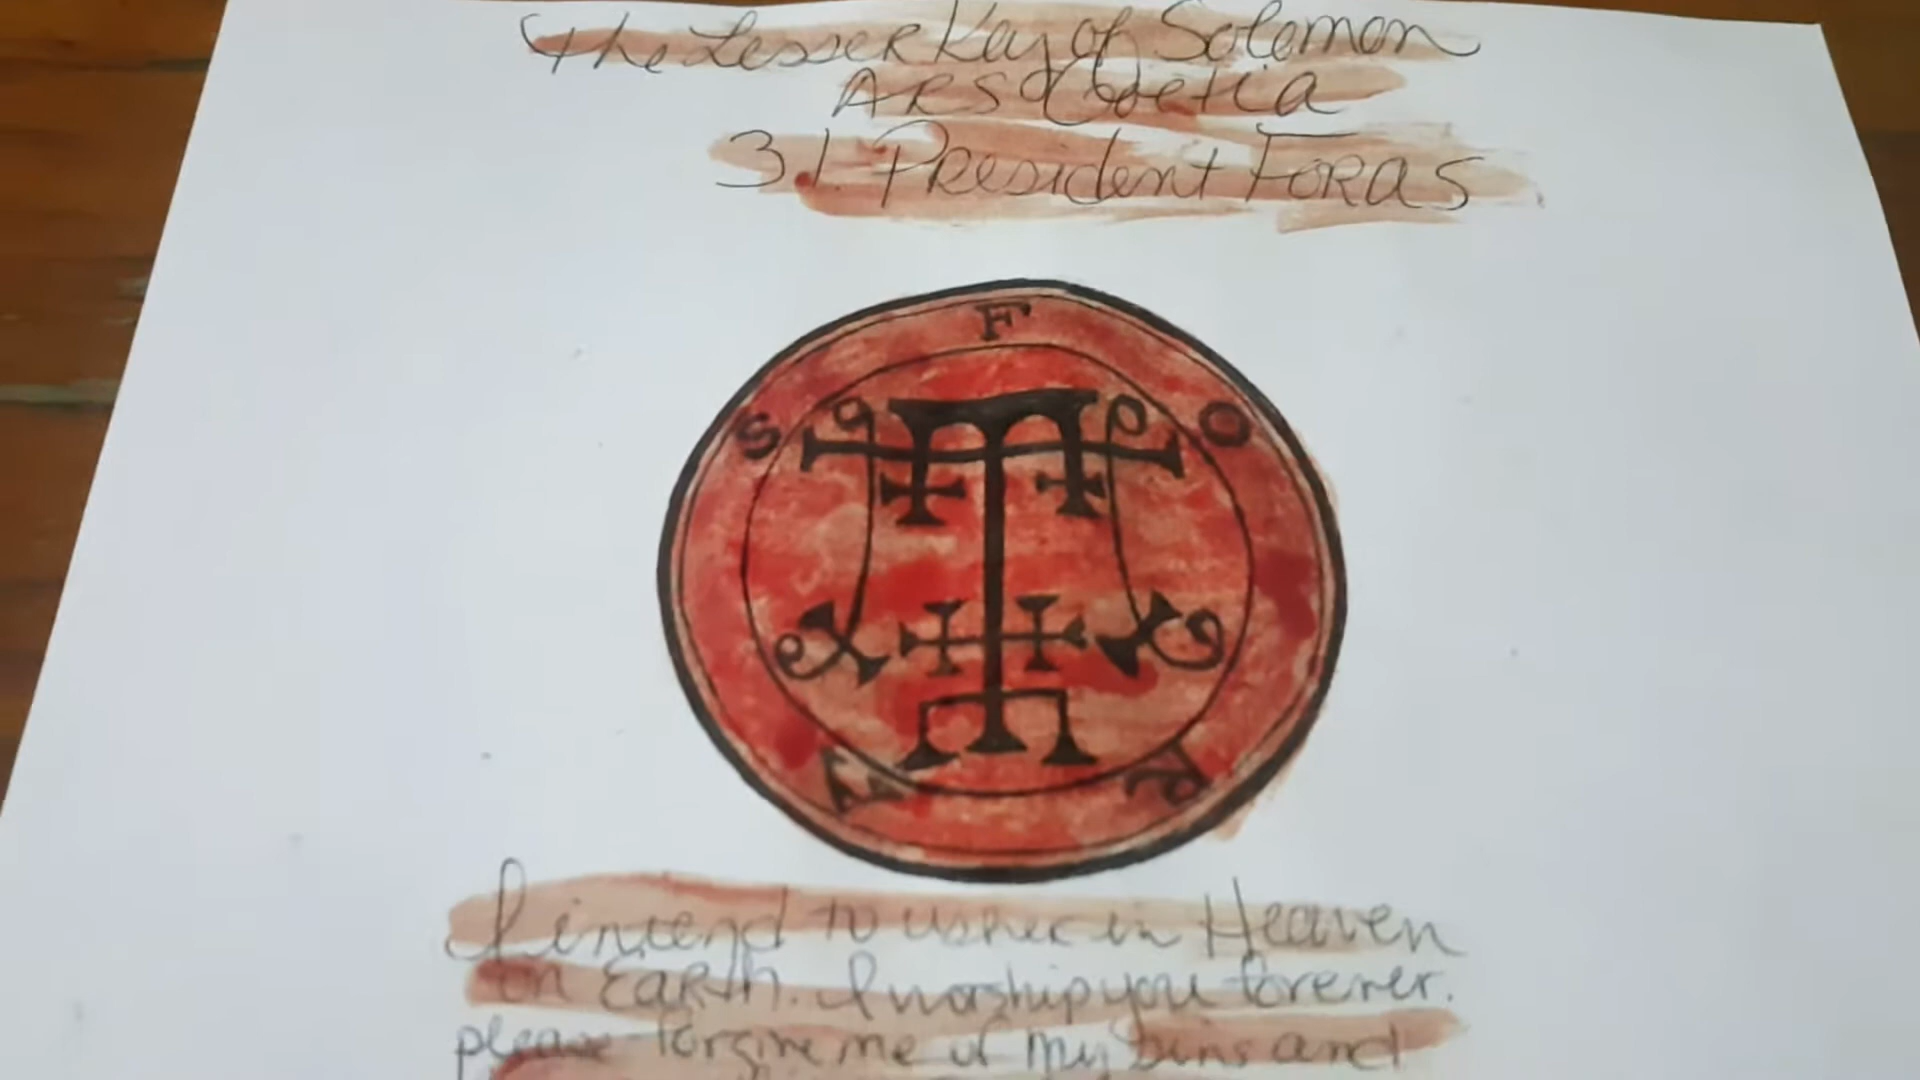 The Lesser Key of Solomon
ARS Goetia
31. President Foras
F
O
R
A
S
I intend to usher in Heaven
on Earth. I worship you forever.
please forgive me of my sins and